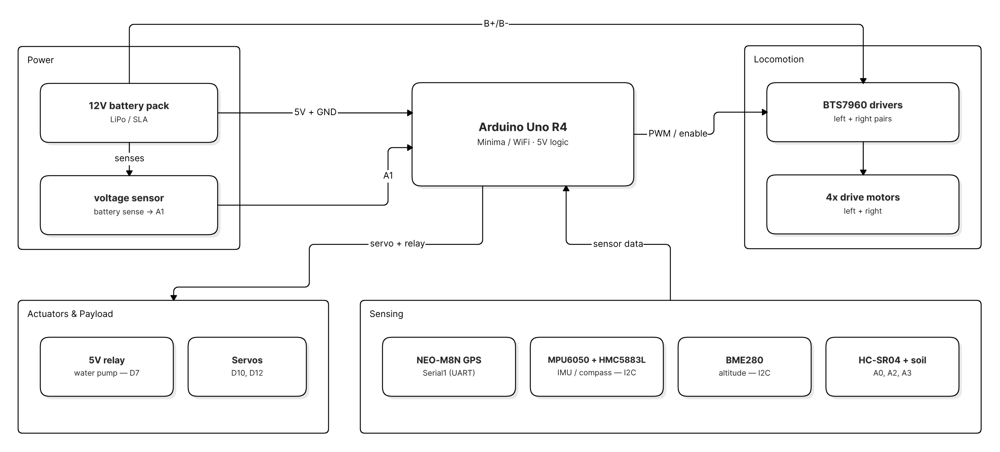 B+/B-
Power
Locomotion
12V battery pack
LiPo / SLA
5V + GND
Arduino Uno R4
Minima / WiFi · 5V logic
PWM / enable
BTS7960 drivers
left + right pairs
senses
A1
voltage sensor
battery sense → A1
4x drive motors
left + right
servo + relay
sensor data
Actuators & Payload
5V relay
water pump — D7
Servos
D10, D12
Sensing
NEO-M8N GPS
Serial1 (UART)
MPU6050 + HMC5883L
IMU / compass — I2C
BME280
altitude — I2C
HC-SR04 + soil
A0, A2, A3